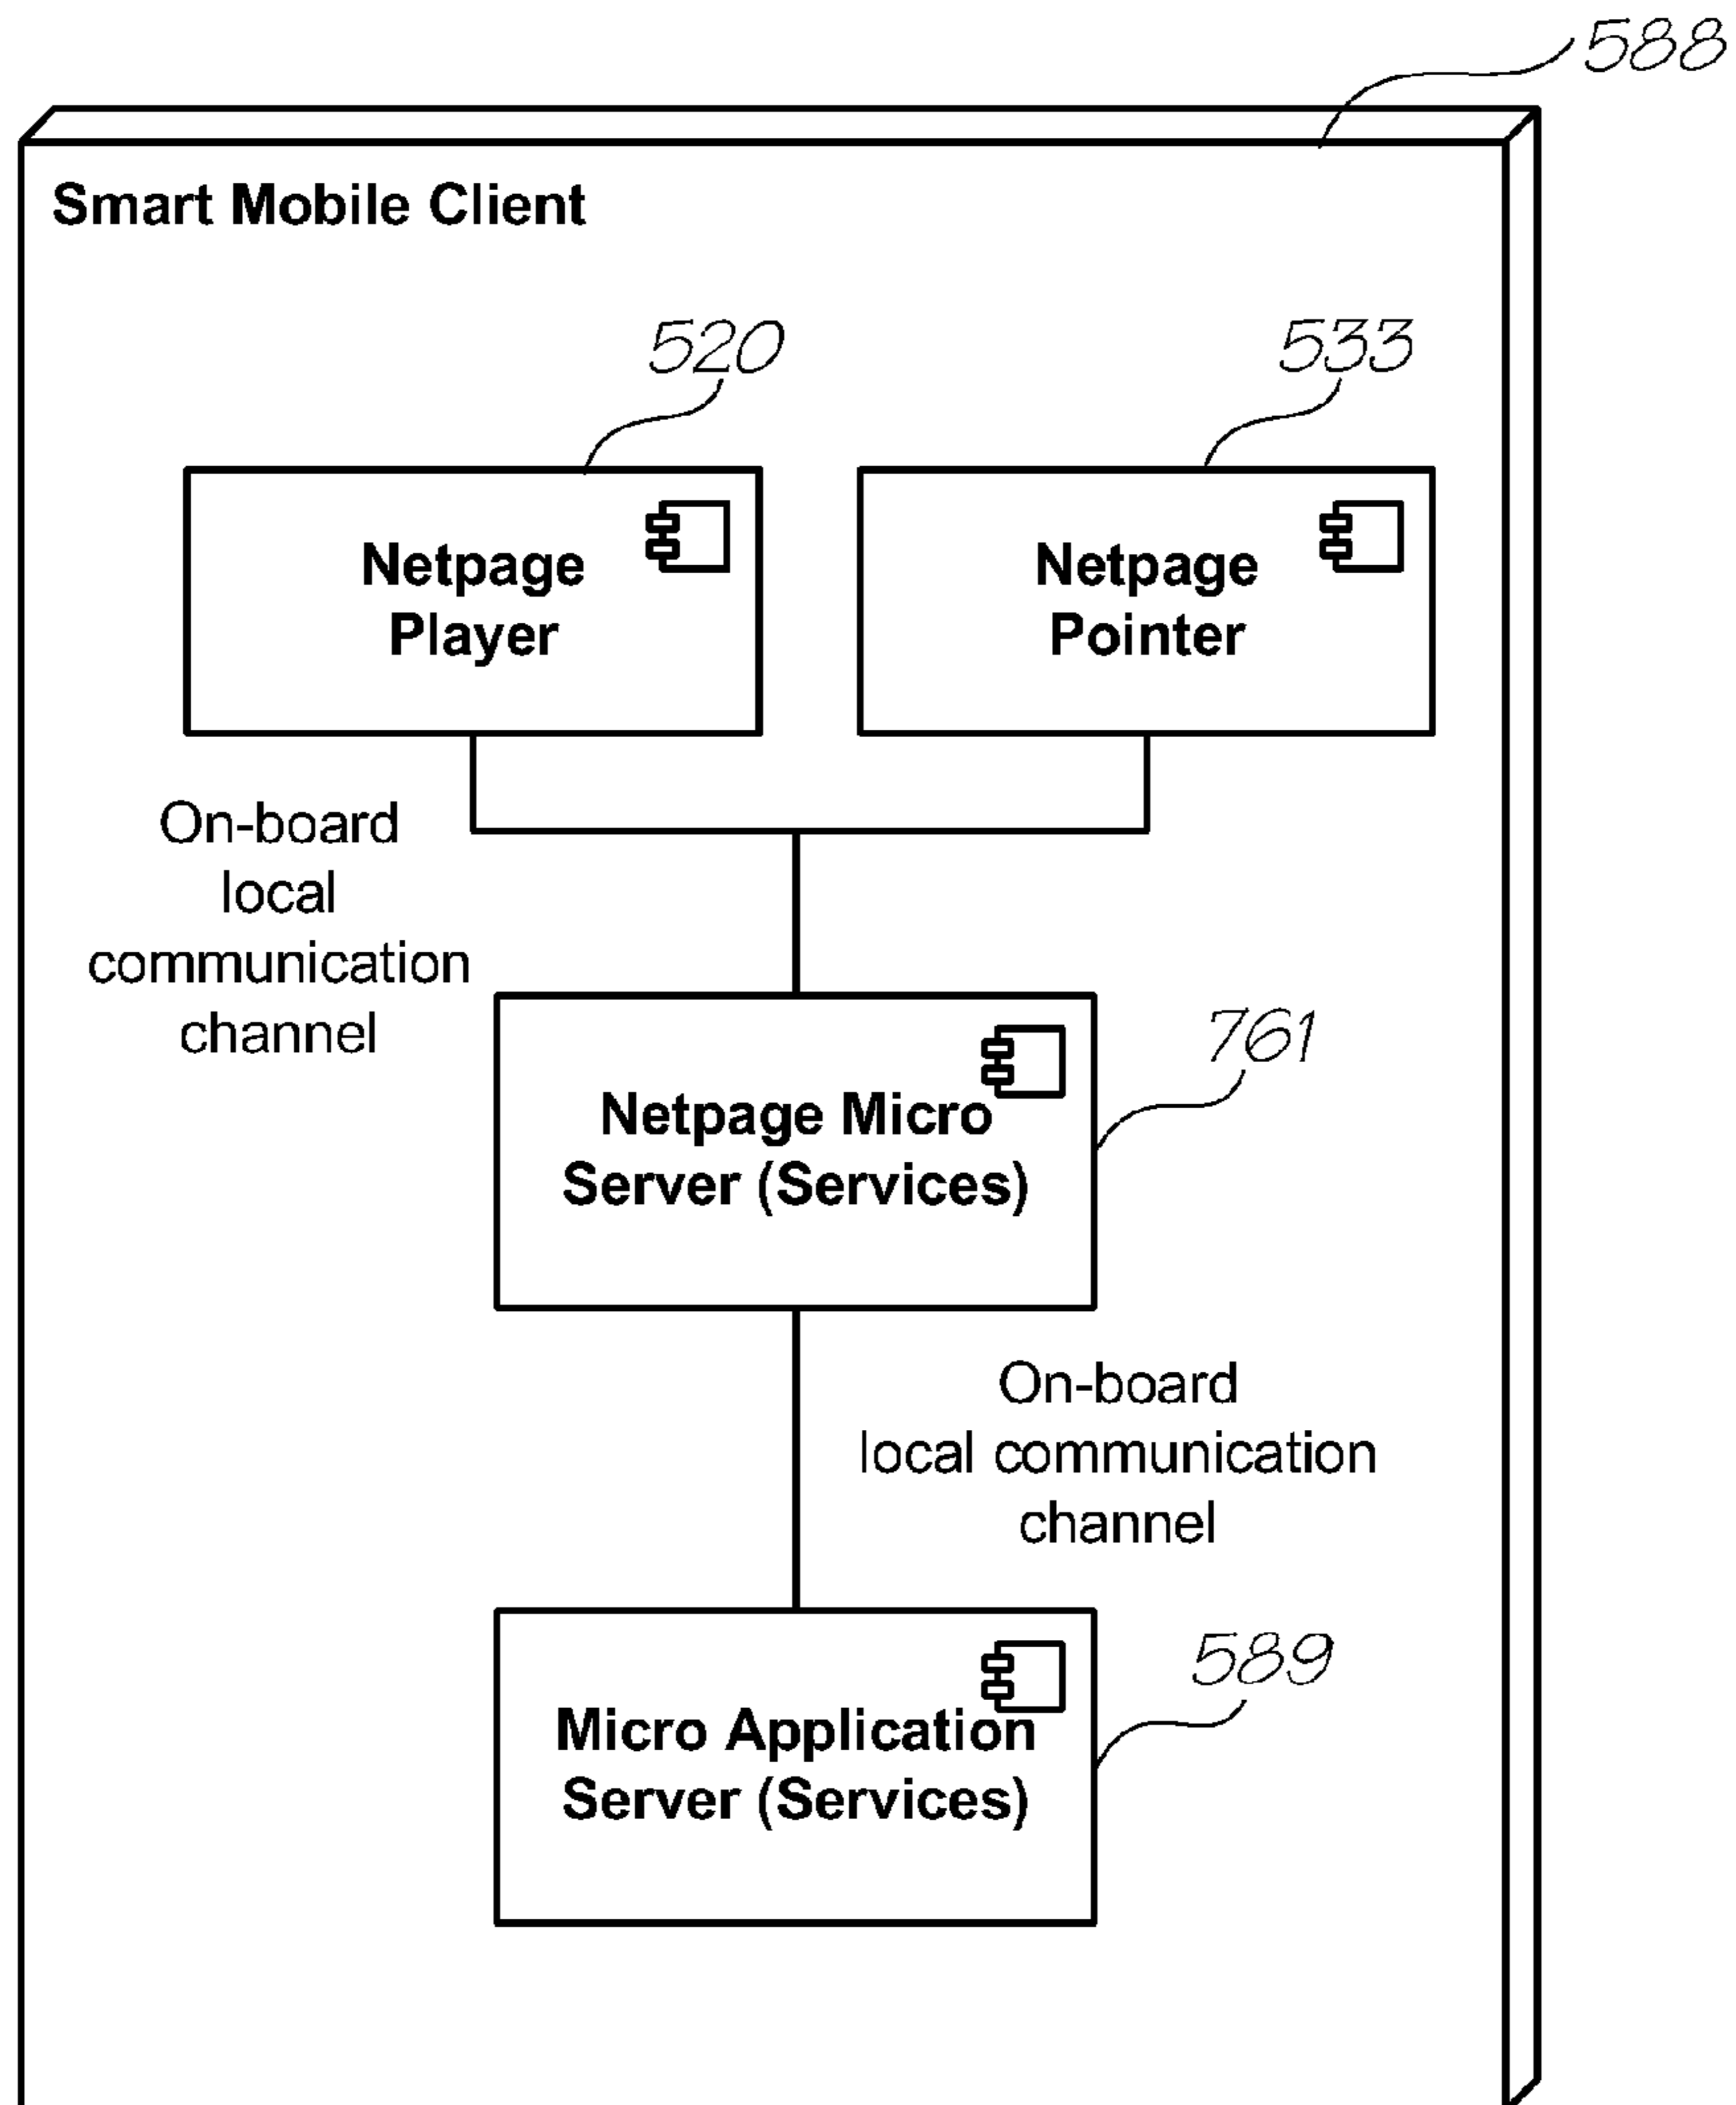 588
Smart Mobile Client
520
533
Netpage
Player
Netpage
Pointer
On-board
local
communication
channel
761
Netpage Micro
Server (Services)
On-board
local communication
channel
589
Micro Application
Server (Services)